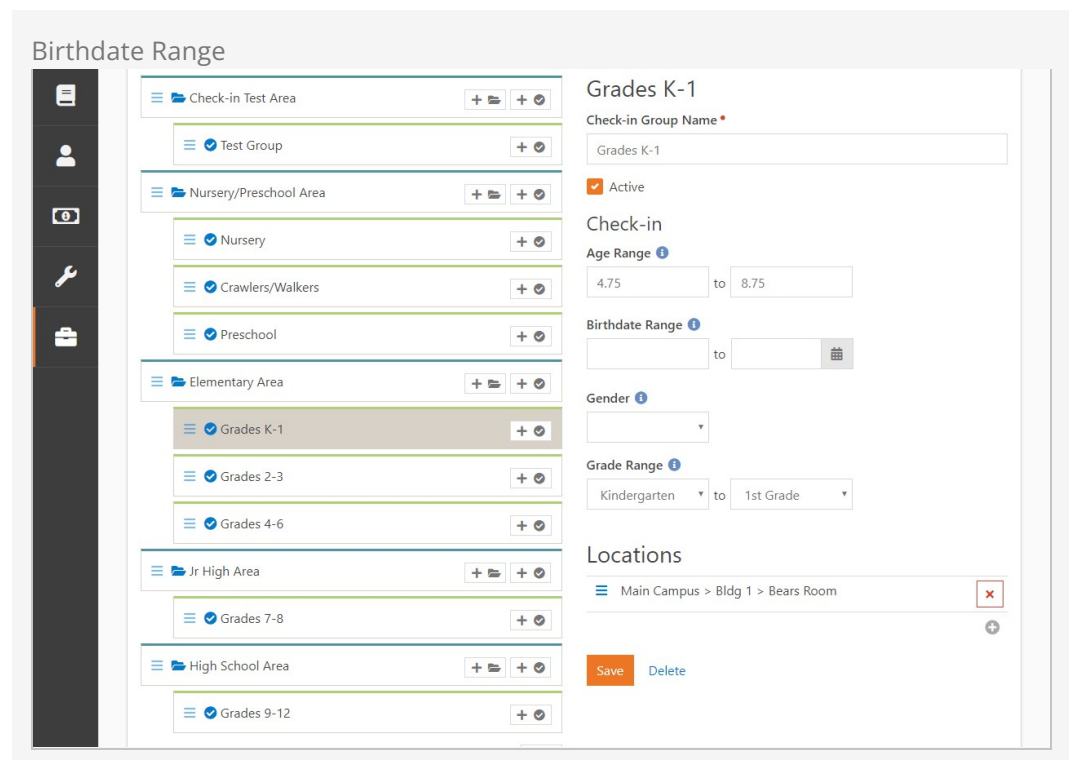 Birthdate Range
Check-in Test Area
Test Group
Nursery/Preschool Area
Nursery
Crawlers/Walkers
Preschool
Elementary Area
Grades K-1
Grades 2-3
Grades 4-6
Jr High Area
Grades 7-8
High School Area
Grades 9-12
Grades K-1
Check-in Group Name
Grades K-1
Active
Check-in
Age Range
4.75 to 8.75
Birthdate Range
to
Gender
Grade Range
Kindergarten to 1st Grade
Locations
Main Campus > Bldg 1 > Bears Room
Save Delete